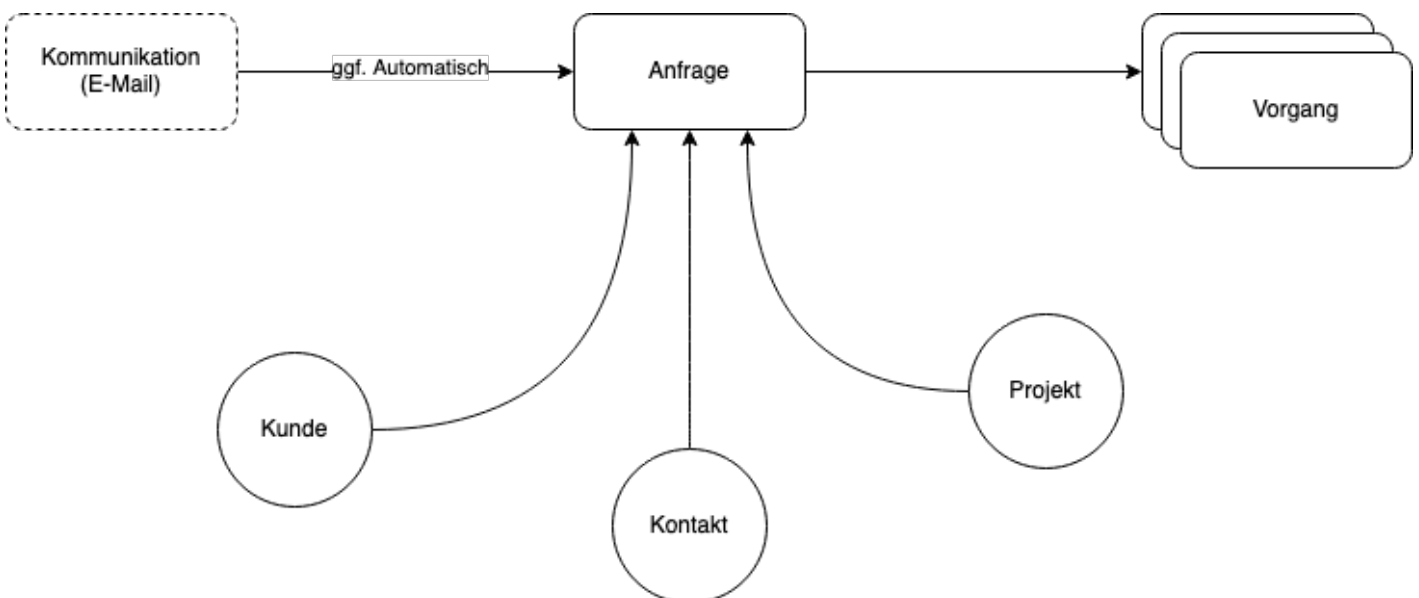 Kommunikation
(E-Mail)
ggf. Automatisch
Anfrage
Vorgang
Projekt
Kunde
Kontakt